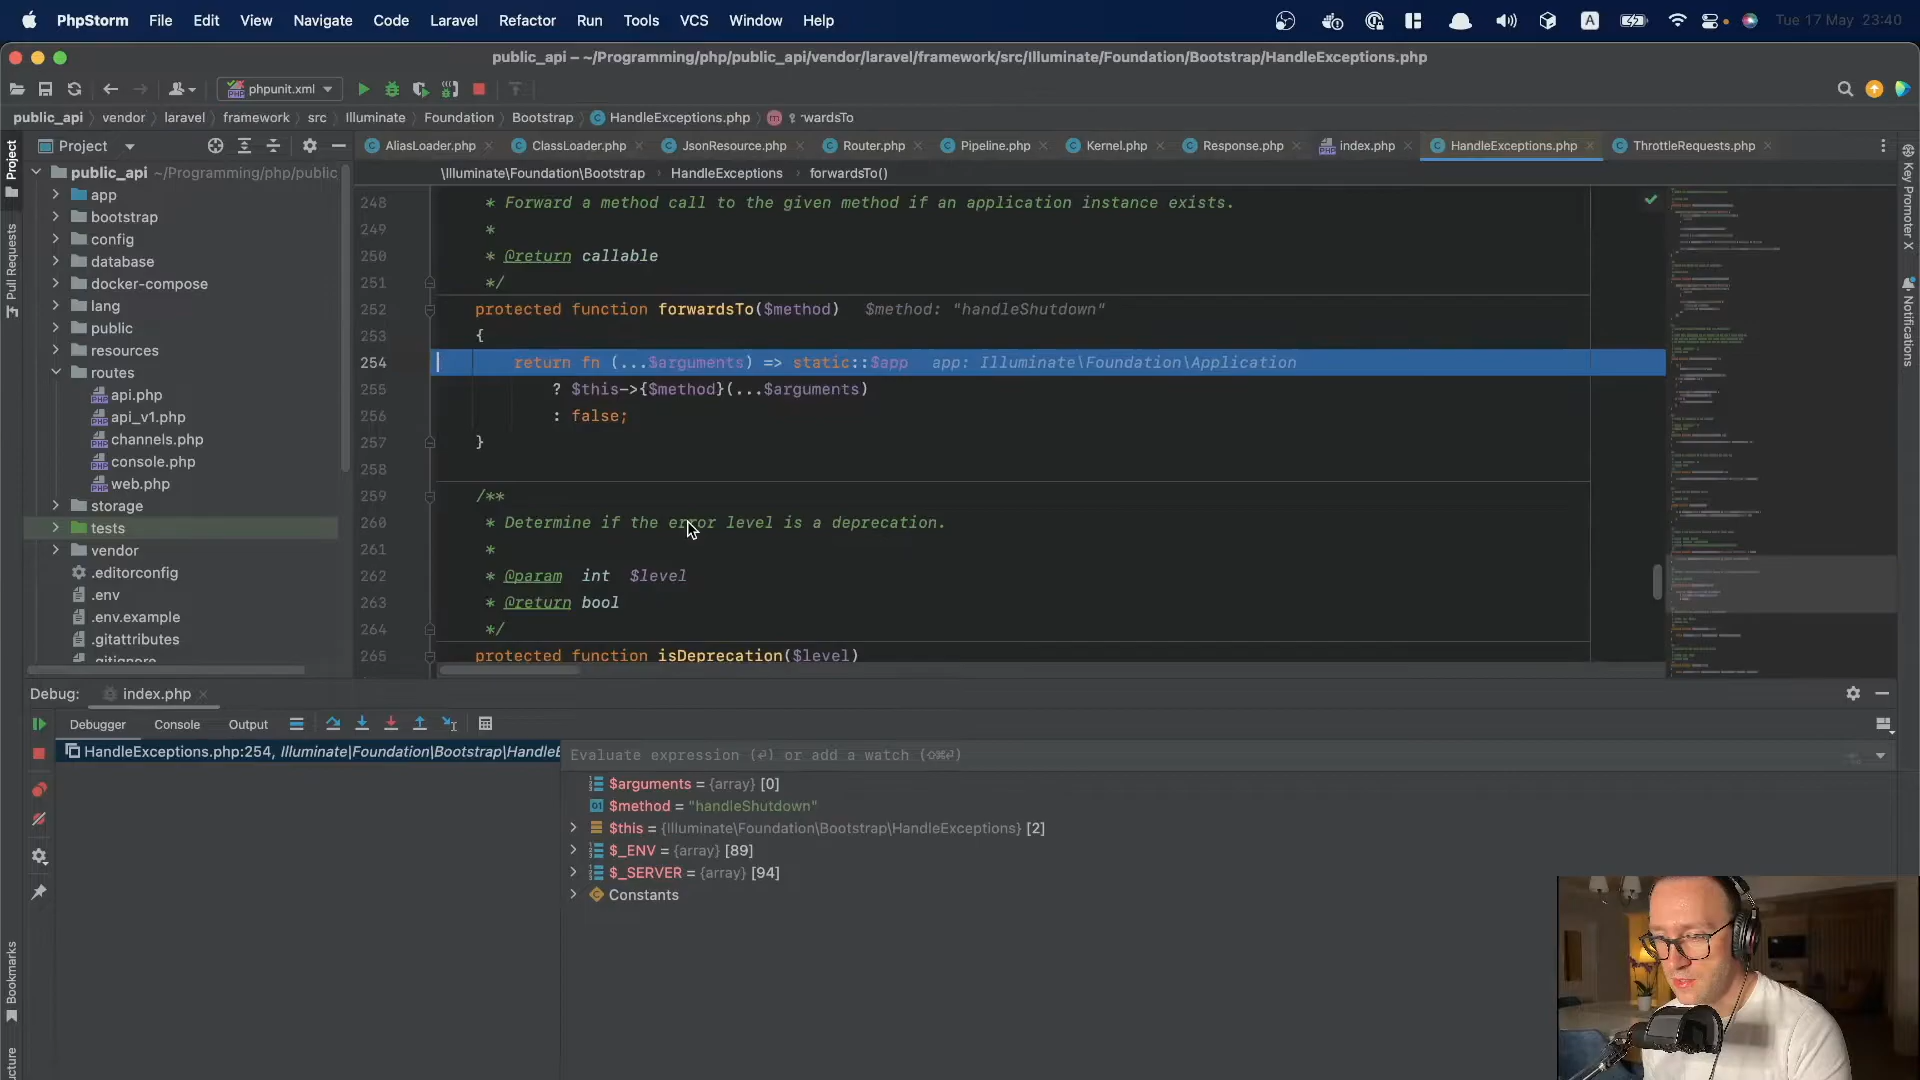 PhpStorm File Edit View Navigate Code Laravel Refactor Run Tools VCS Window Help A Tue 17 May 23:40
public_api – ~/Programming/php/public_api/vendor/laravel/framework/src/Illuminate/Foundation/Bootstrap/HandleExceptions.php
phpunit.xml
public_api vendor laravel framework src Illuminate Foundation Bootstrap HandleExceptions.php m wardsTo
Project AliasLoader.php ClassLoader.php JsonResource.php Router.php Pipeline.php Kernel.php Response.php index.php HandleExceptions.php ThrottleRequests.php
\Illuminate\Foundation\Bootstrap HandleExceptions forwardsTo()
Project
Pull Requests
Bookmarks
ucture
Key Promoter X
Notifications
public_api ~/Programming/php/public
app
bootstrap
config
database
docker-compose
lang
public
resources
routes
api.php
api_v1.php
channels.php
console.php
web.php
storage
tests
vendor
.editorconfig
.env
.env.example
.gitattributes
.gitignore
248 * Forward a method call to the given method if an application instance exists.
249 *
250 * @return callable
251 */
252 protected function forwardsTo($method) $method: "handleShutdown"
253 {
254 return fn (...$arguments) => static::$app app: Illuminate\Foundation\Application
255 ? $this->{$method}(...$arguments)
256 : false;
257 }
258
259 /**
260 * Determine if the error level is a deprecation.
261 *
262 * @param int $level
263 * @return bool
264 */
265 protected function isDeprecation($level)
Debug: index.php
Debugger Console Output
HandleExceptions.php:254, Illuminate\Foundation\Bootstrap\HandleE
Evaluate expression (⏎) or add a watch (⇧⌘⏎)
$arguments = {array} [0]
$method = "handleShutdown"
$this = {Illuminate\Foundation\Bootstrap\HandleExceptions} [2]
$_ENV = {array} [89]
$_SERVER = {array} [94]
Constants